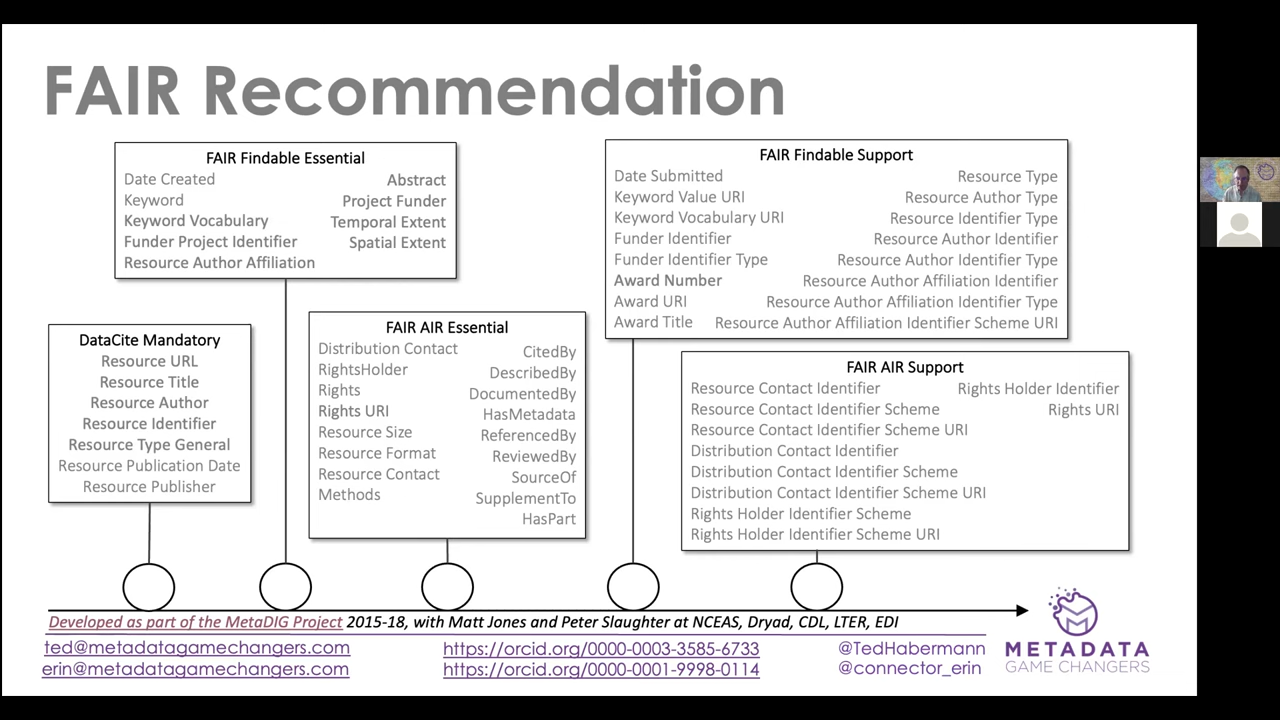 FAIR Recommendation
FAIR Findable Essential
Date Created
Keyword
Keyword Vocabulary
Funder Project Identifier
Resource Author Affiliation
Abstract
Project Funder
Temporal Extent
Spatial Extent
FAIR Findable Support
Date Submitted
Keyword Value URI
Keyword Vocabulary URI
Funder Identifier
Funder Identifier Type
Award Number
Award URI
Award Title
Resource Type
Resource Author Type
Resource Identifier Type
Resource Author Identifier
Resource Author Identifier Type
Resource Author Affiliation Identifier
Resource Author Affiliation Identifier Type
Resource Author Affiliation Identifier Scheme URI
DataCite Mandatory
Resource URL
Resource Title
Resource Author
Resource Identifier
Resource Type General
Resource Publication Date
Resource Publisher
FAIR AIR Essential
Distribution Contact
RightsHolder
Rights
Rights URI
Resource Size
Resource Format
Resource Contact
Methods
CitedBy
DescribedBy
DocumentedBy
HasMetadata
ReferencedBy
ReviewedBy
SourceOf
SupplementTo
HasPart
FAIR AIR Support
Resource Contact Identifier
Resource Contact Identifier Scheme
Resource Contact Identifier Scheme URI
Distribution Contact Identifier
Distribution Contact Identifier Scheme
Distribution Contact Identifier Scheme URI
Rights Holder Identifier Scheme
Rights Holder Identifier Scheme URI
Rights Holder Identifier
Rights URI
Developed as part of the MetaDIG Project 2015-18, with Matt Jones and Peter Slaughter at NCEAS, Dryad, CDL, LTER, EDI
ted@metadatagamechangers.com
erin@metadatagamechangers.com
https://orcid.org/0000-0003-3585-6733
https://orcid.org/0000-0001-9998-0114
@TedHabermann
@connector_erin
METADATA
GAME CHANGERS